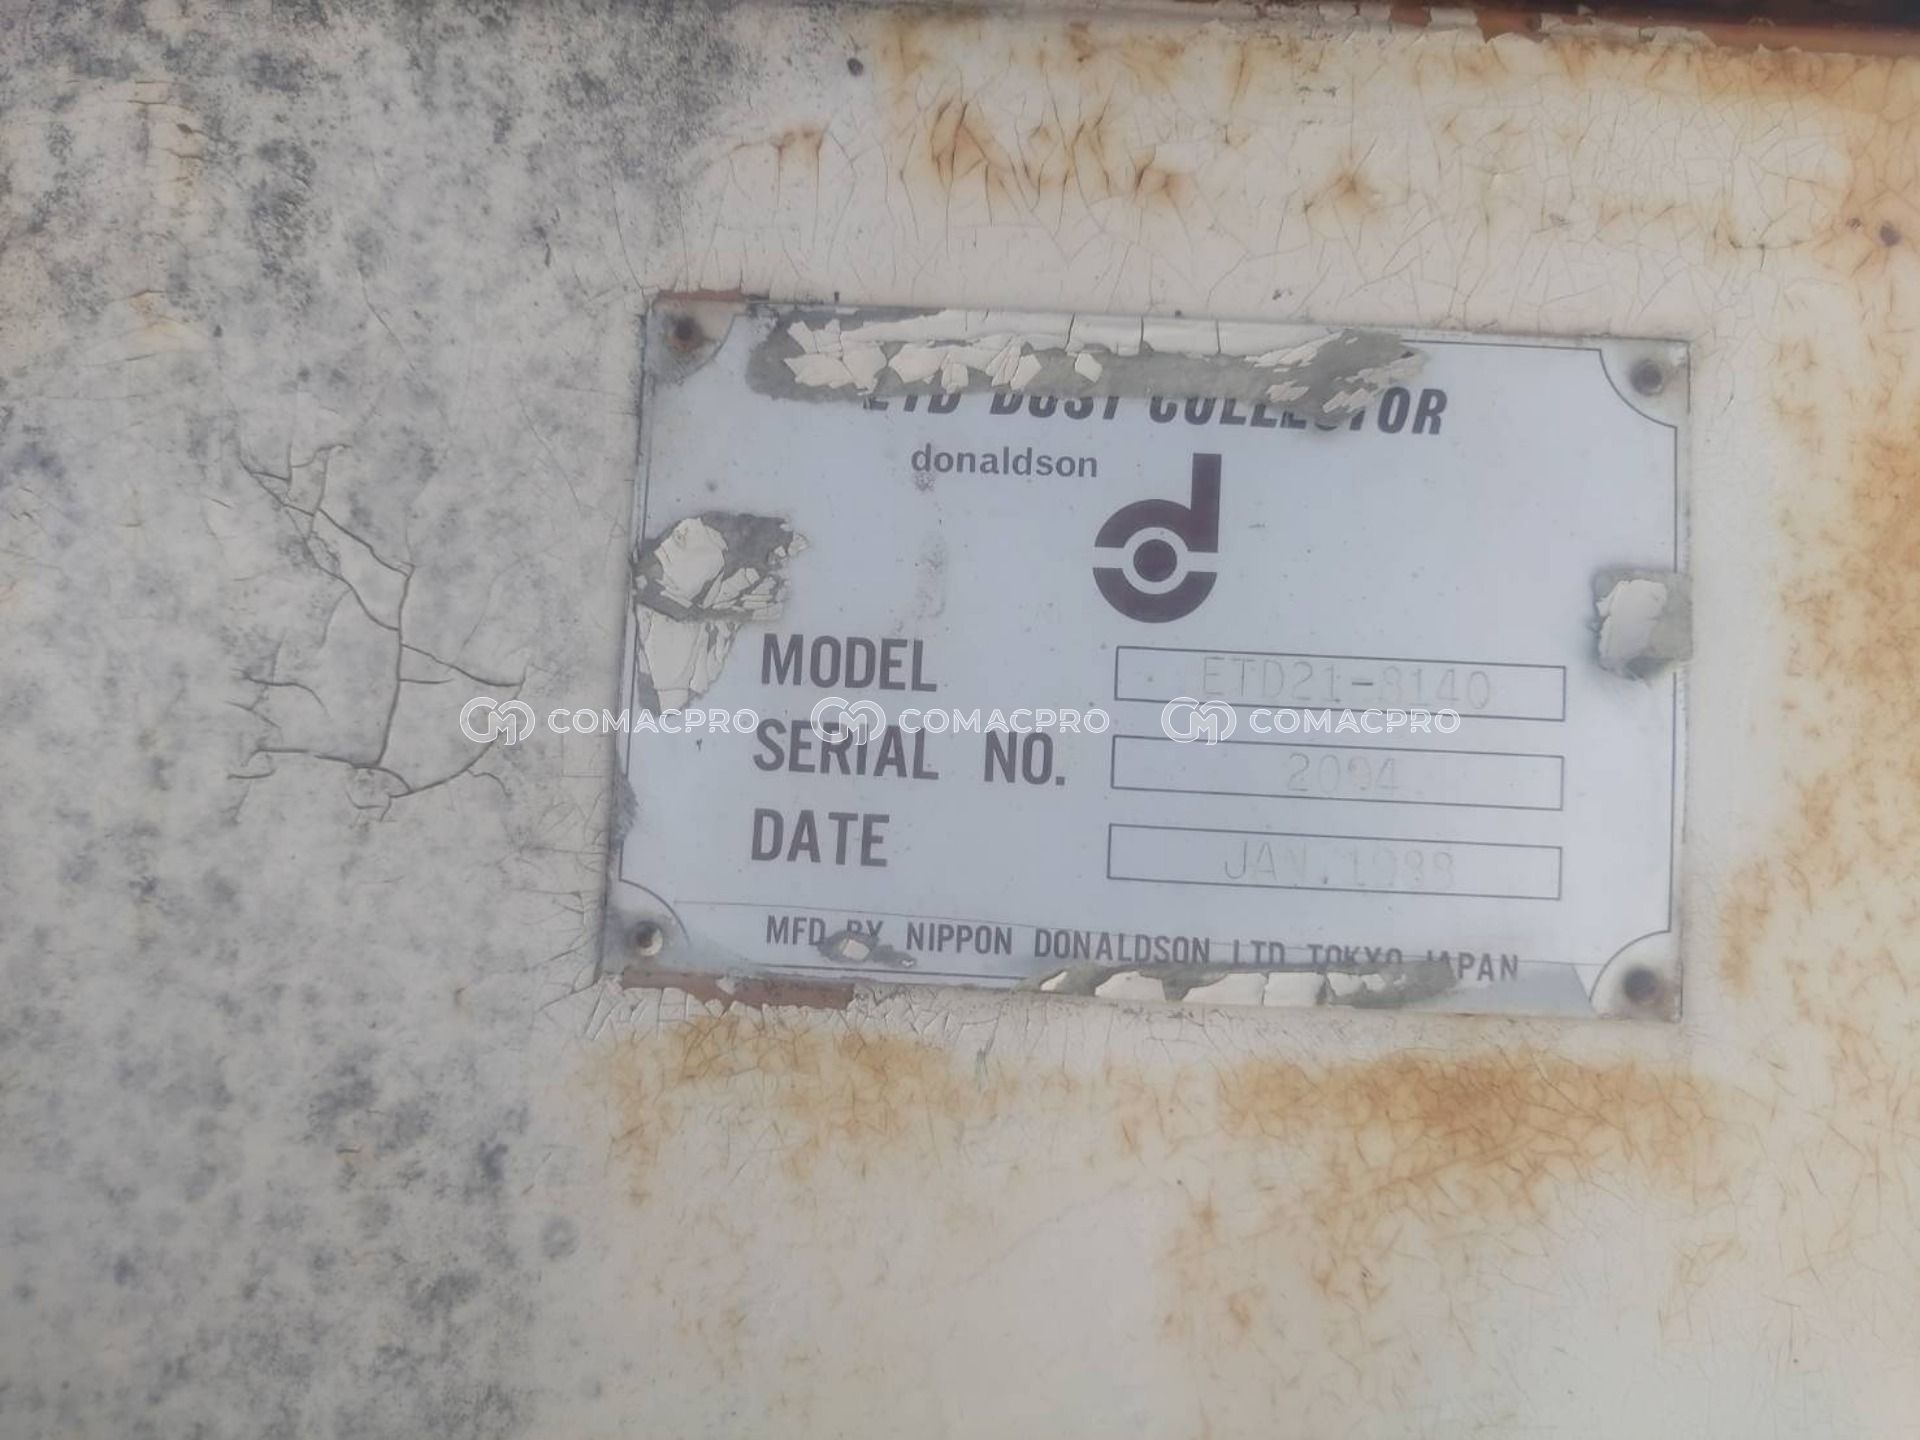 ETD DUST COLLECTOR
donaldson
MODEL ETD21-8140
SERIAL NO. 2094
DATE JAN.1988
MFD BY NIPPON DONALDSON LTD TOKYO JAPAN
COMACPRO COMACPRO COMACPRO